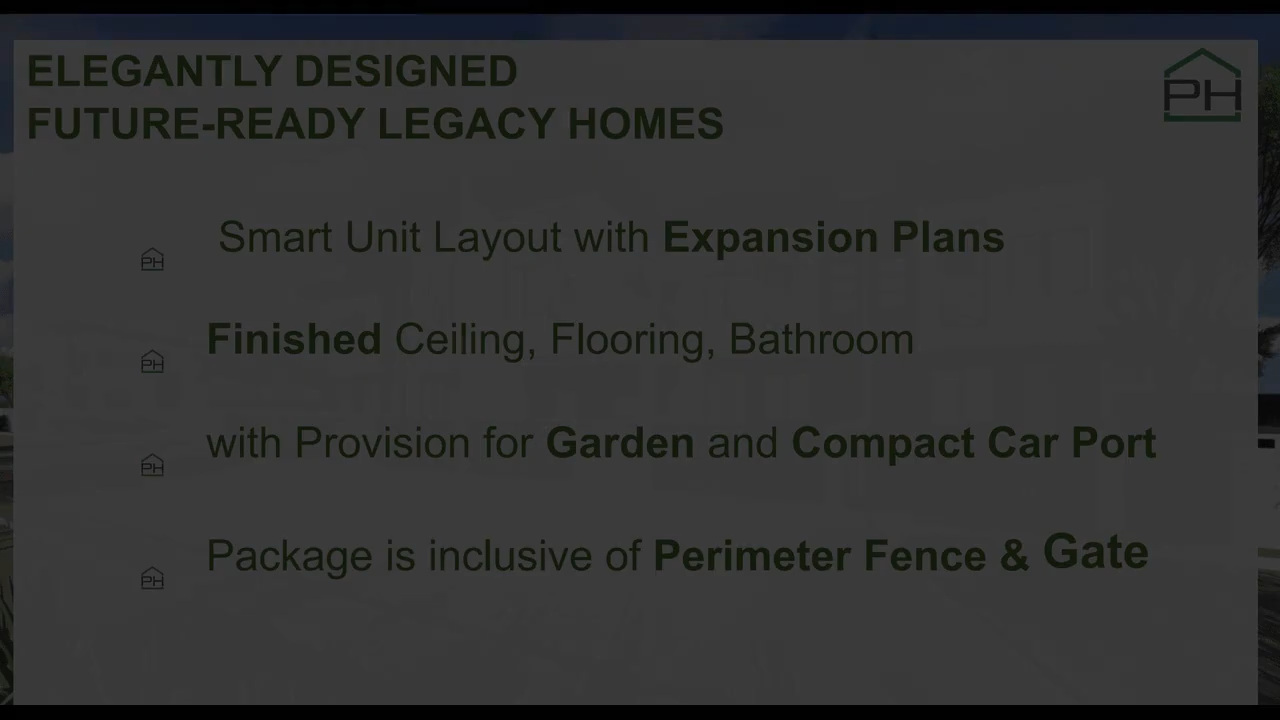 ELEGANTLY DESIGNED
FUTURE-READY LEGACY HOMES
PH
Smart Unit Layout with Expansion Plans
PH
Finished Ceiling, Flooring, Bathroom
PH
with Provision for Garden and Compact Car Port
PH
Package is inclusive of Perimeter Fence & Gate
PH